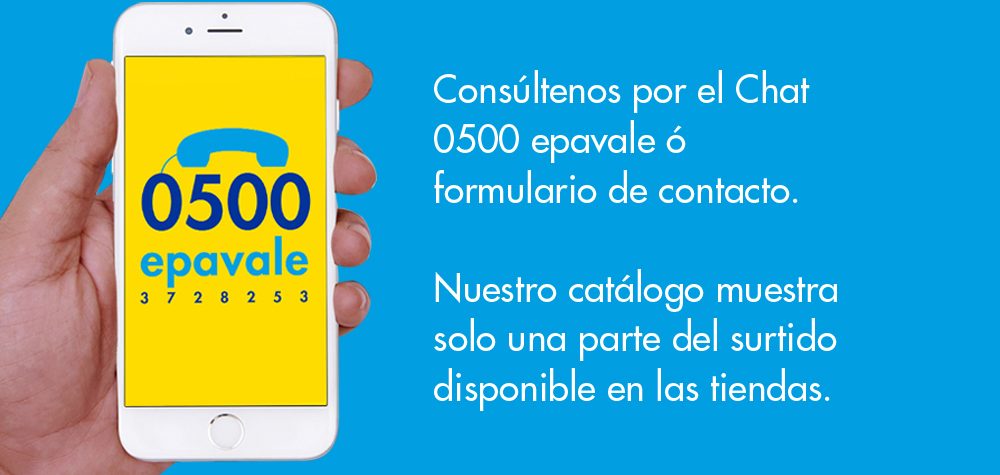 0500
epavale
3 7 2 8 2 5 3
Consúltenos por el Chat
0500 epavale ó
formulario de contacto.
Nuestro catálogo muestra
solo una parte del surtido
disponible en las tiendas.